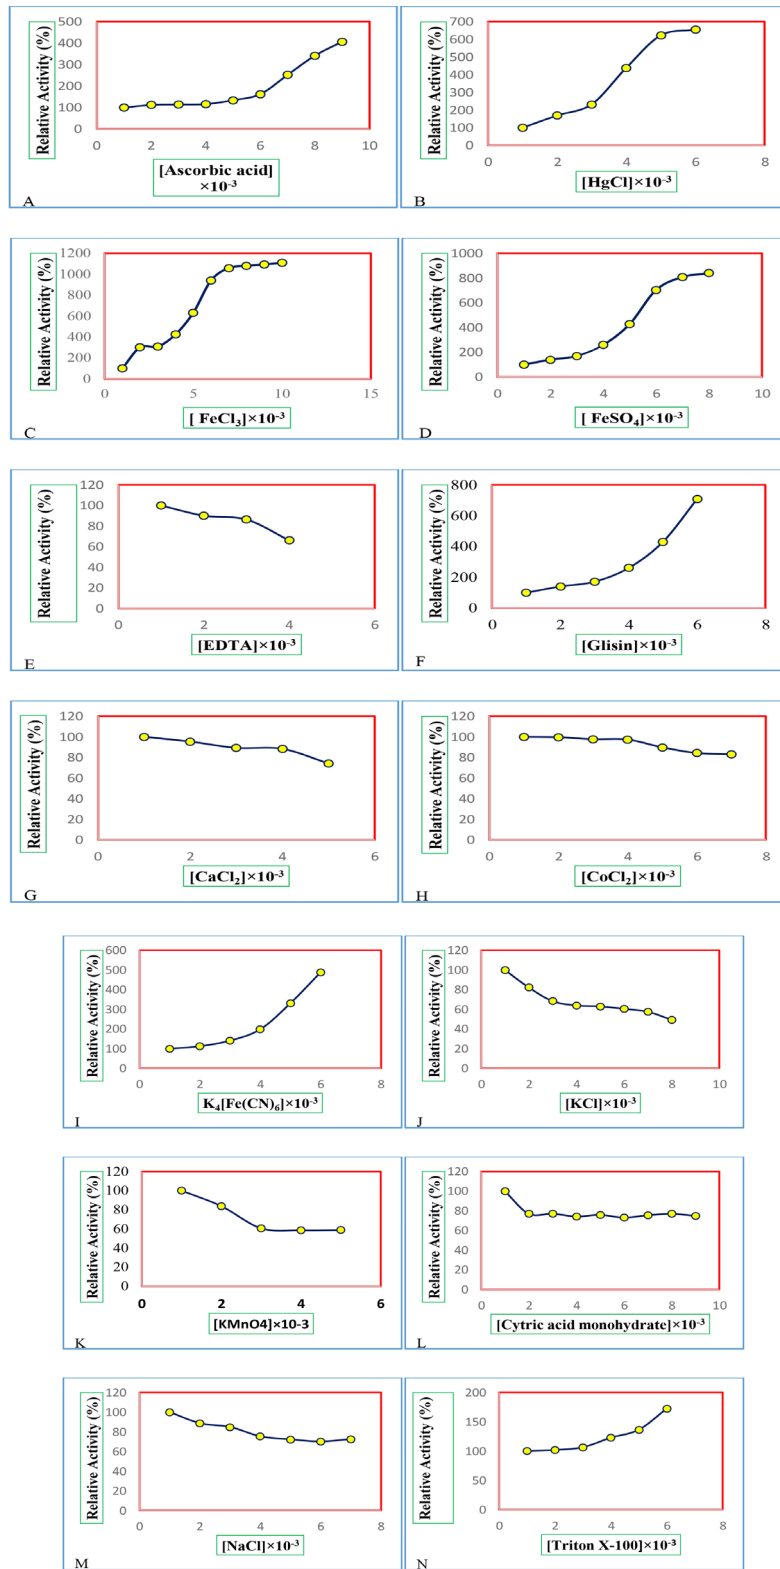 Relative Activity (%)
500
400
300
200
100
0
0 2 4 6 8 10
[Ascorbic acid]
×10⁻³
A
Relative Activity (%)
700
600
500
400
300
200
100
0
0 2 4 6 8
[HgCl]×10⁻³
B
Relative Activity (%)
1200
1000
800
600
400
200
0
5 10 15
[ FeCl₃]×10⁻³
C
Relative Activity (%)
1000
800
600
400
200
0
0 2 4 6 8 10
[ FeSO₄]×10⁻³
D
Relative Activity (%)
120
100
80
60
40
20
0
0 2 4 6
[EDTA]×10⁻³
E
Relative Activity (%)
800
600
400
200
0
0 2 4 6 8
[Glisin]×10⁻³
F
Relative Activity (%)
120
100
80
60
40
20
0
0 2 4 6
[CaCl₂]×10⁻³
G
Relative Activity (%)
120
100
80
60
40
20
0
0 2 4 6 8
[CoCl₂]×10⁻³
H
Relative Activity (%)
600
500
400
300
200
100
0
0 2 4 6 8
K₄[Fe(CN)₆]×10⁻³
I
Relative Activity (%)
120
100
80
60
40
20
0
0 2 4 6 8 10
[KCl]×10⁻³
J
Relative Activity (%)
120
100
80
60
40
20
0
0 2 4 6
[KMnO4]×10-3
K
Relative Activity (%)
120
100
80
60
40
20
0
0 2 4 6 8 10
[Cytric acid monohydrate]×10⁻³
L
Relative Activity (%)
120
100
80
60
40
20
0
0 2 4 6 8
[NaCl]×10⁻³
M
Relative Activity (%)
200
150
100
50
0
0 2 4 6 8
[Triton X-100]×10⁻³
N